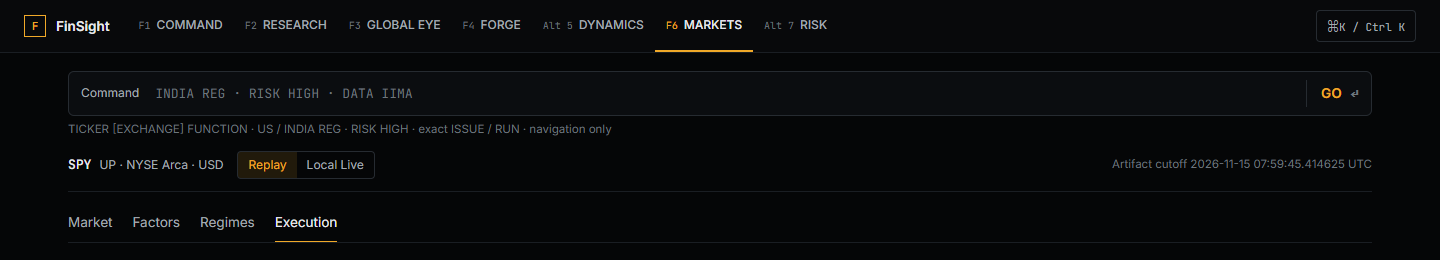 F FinSight F1 COMMAND F2 RESEARCH F3 GLOBAL EYE F4 FORGE Alt 5 DYNAMICS F6 MARKETS Alt 7 RISK ⌘K / Ctrl K
Command INDIA REG · RISK HIGH · DATA IIMA GO ↵
TICKER [EXCHANGE] FUNCTION · US / INDIA REG · RISK HIGH · exact ISSUE / RUN · navigation only
SPY UP · NYSE Arca · USD Replay Local Live Artifact cutoff 2026-11-15 07:59:45.414625 UTC
Market Factors Regimes Execution